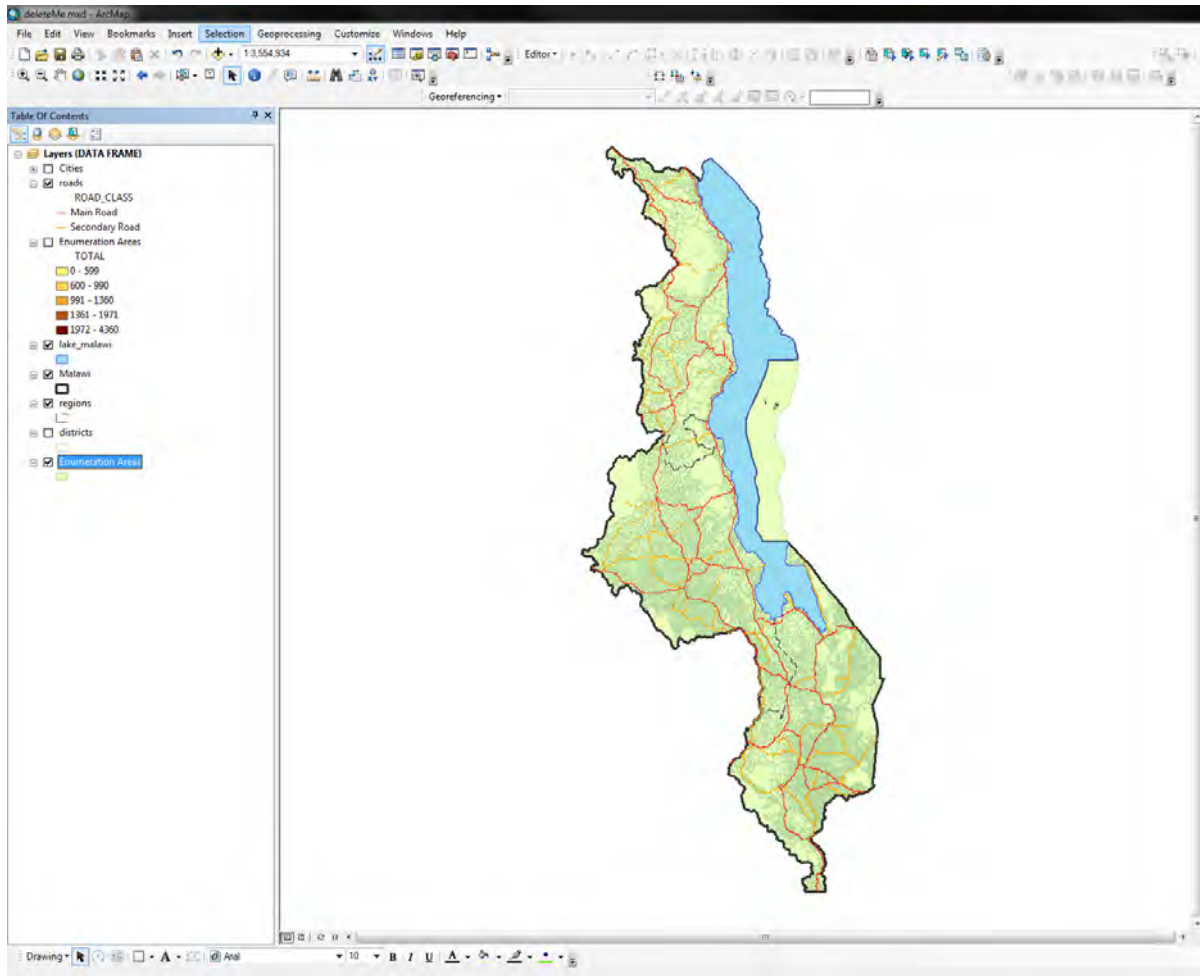 deleteMe.mxd - ArcMap
File Edit View Bookmarks Insert Selection Geoprocessing Customize Windows Help
1:3,554,934 Editor
Georeferencing
Table Of Contents
Layers (DATA FRAME)
Cities
roads
ROAD_CLASS
Main Road
Secondary Road
Enumeration Areas
TOTAL
0 - 599
600 - 990
991 - 1360
1361 - 1971
1972 - 4360
lake_malawi
Malawi
regions
districts
Enumeration Areas
Drawing A Arial 10 B I U A